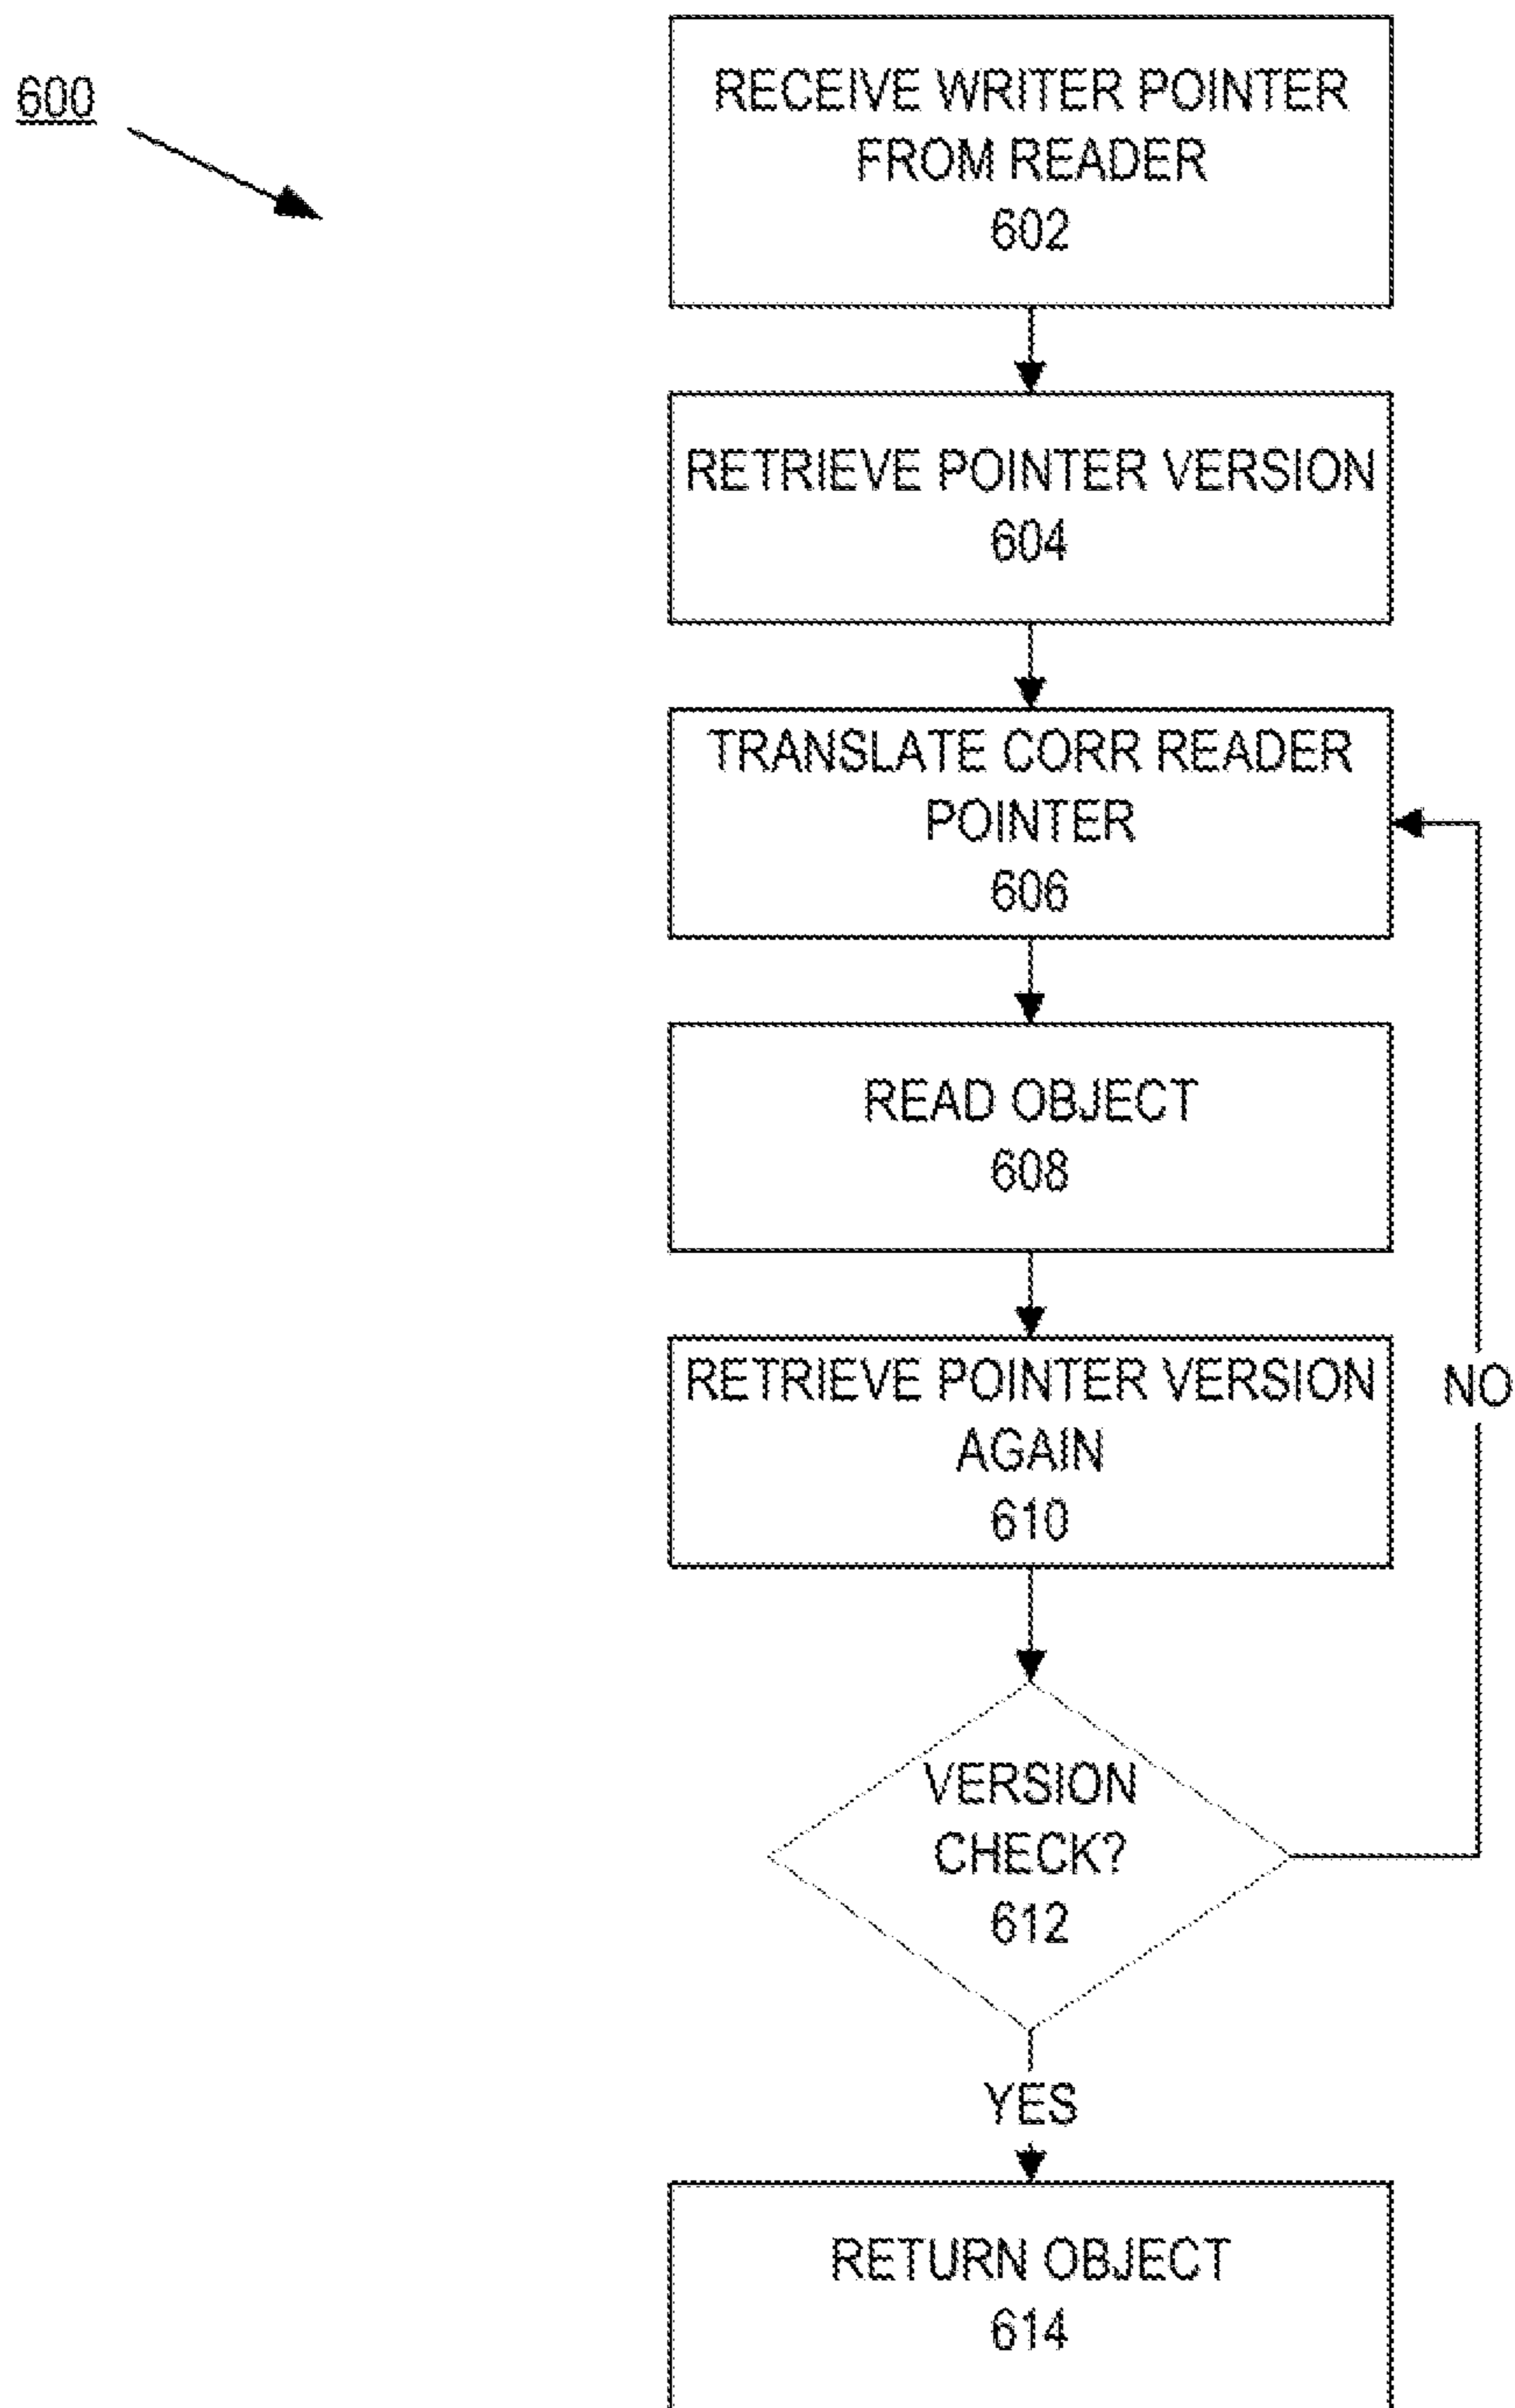 600
RECEIVE WRITER POINTER
FROM READER
602
RETRIEVE POINTER VERSION
604
TRANSLATE CORR READER
POINTER
606
READ OBJECT
608
RETRIEVE POINTER VERSION
AGAIN
610
NO
VERSION
CHECK?
612
YES
RETURN OBJECT
614